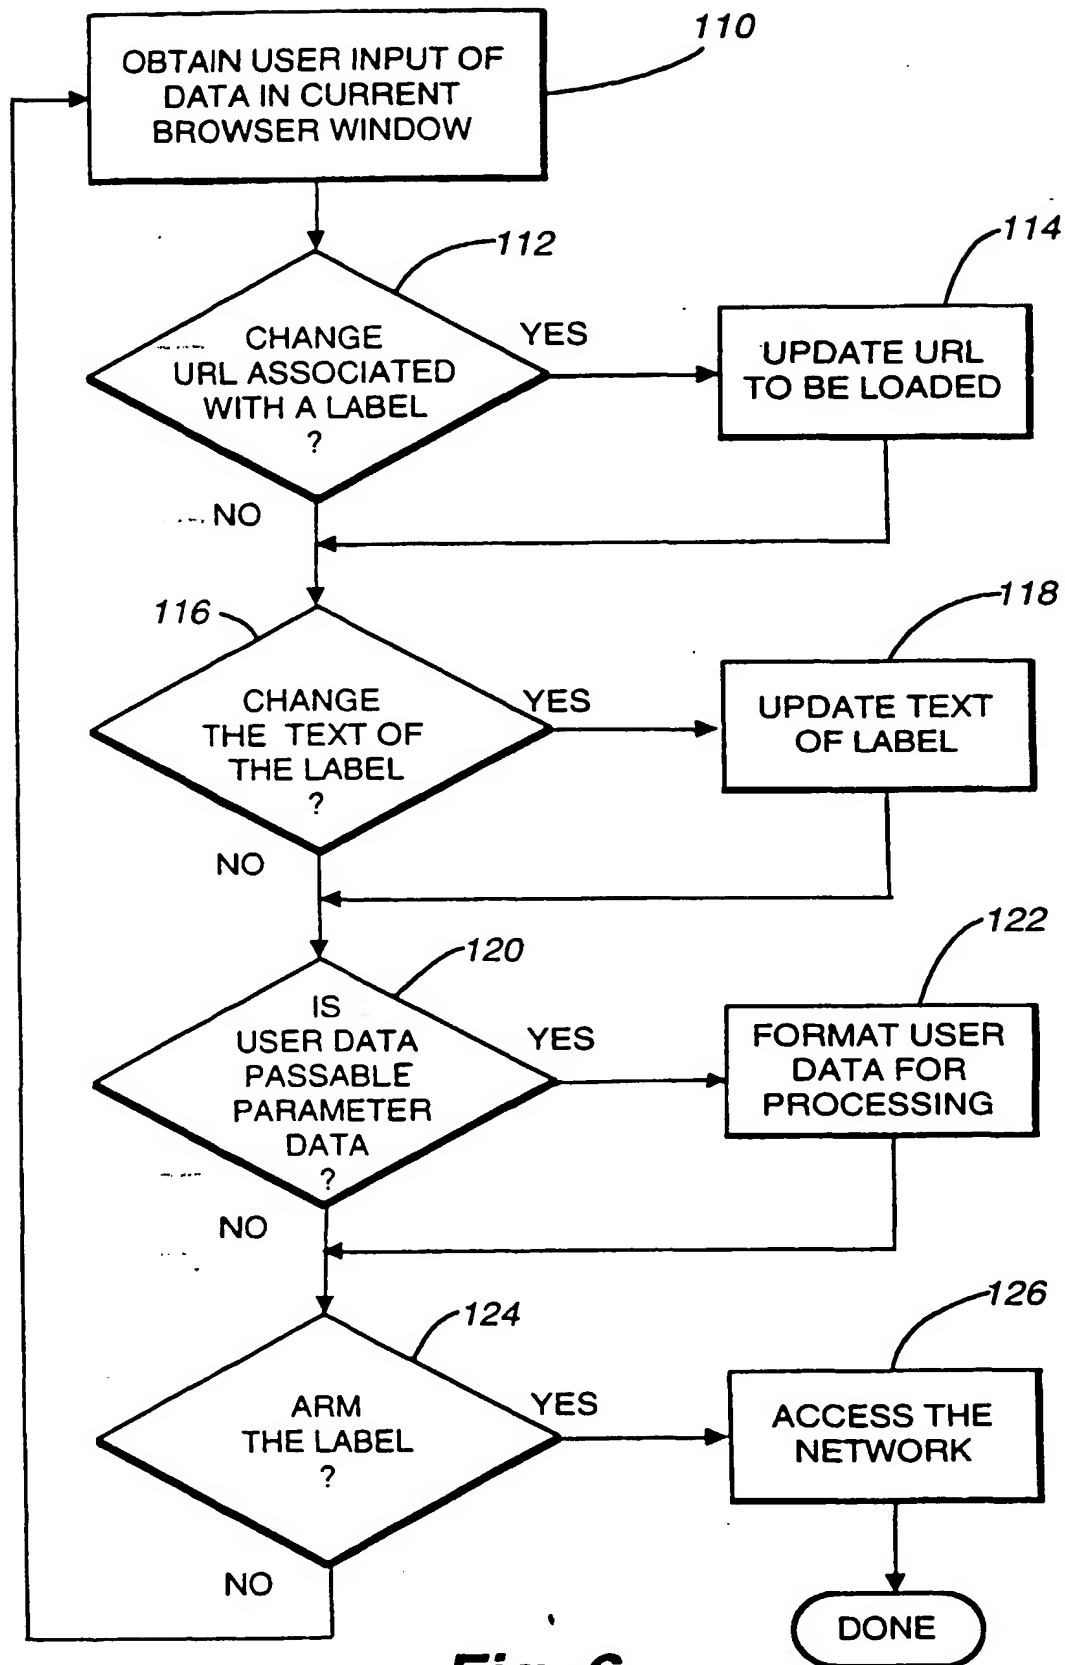 110
OBTAIN USER INPUT OF
DATA IN CURRENT
BROWSER WINDOW
112
CHANGE
URL ASSOCIATED
WITH A LABEL
?
YES
NO
114
UPDATE URL
TO BE LOADED
116
CHANGE
THE TEXT OF
THE LABEL
?
YES
NO
118
UPDATE TEXT
OF LABEL
120
IS
USER DATA
PASSABLE
PARAMETER
DATA
?
YES
NO
122
FORMAT USER
DATA FOR
PROCESSING
124
ARM
THE LABEL
?
YES
NO
126
ACCESS THE
NETWORK
DONE